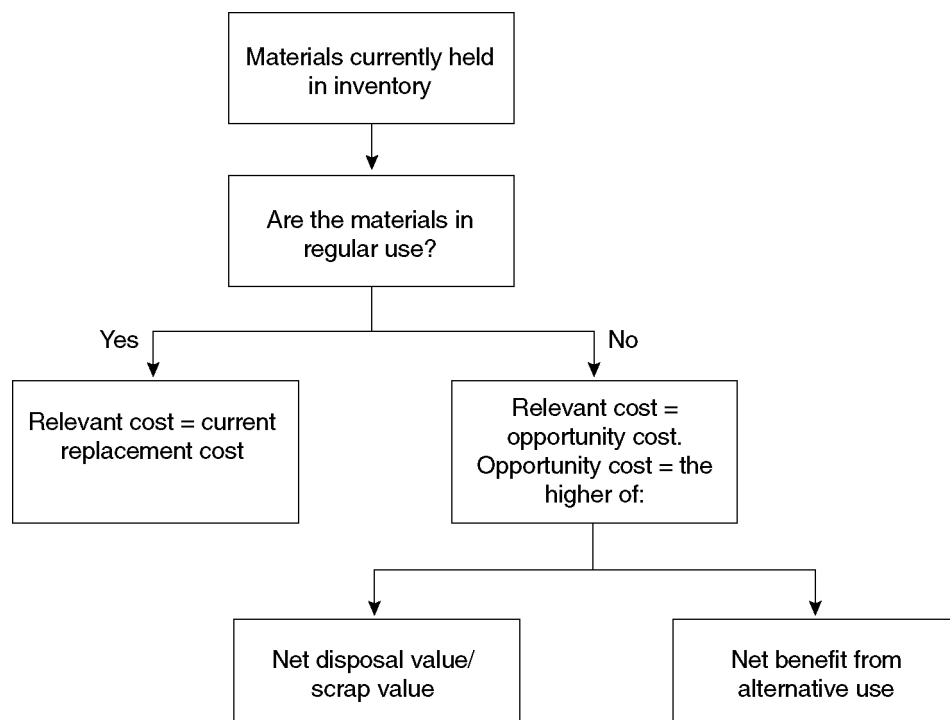 Materials currently held
in inventory
Are the materials in
regular use?
Yes
No
Relevant cost = current
replacement cost
Relevant cost =
opportunity cost.
Opportunity cost = the
higher of:
Net disposal value/
scrap value
Net benefit from
alternative use